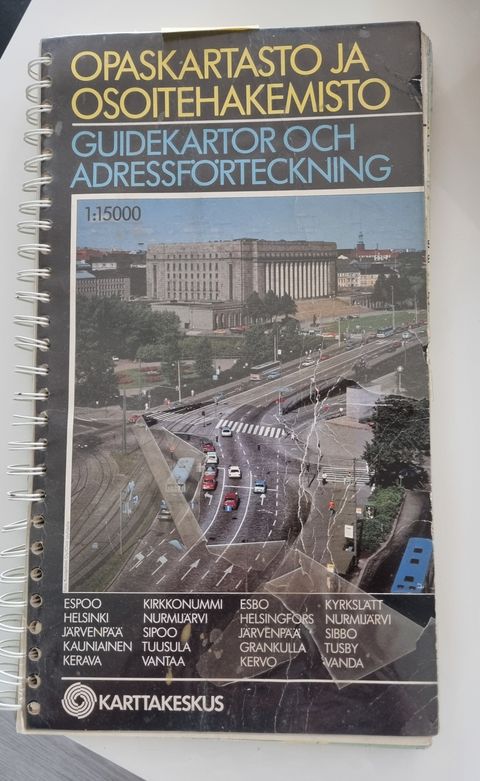 OPASKARTASTO JA
OSOITEHAKEMISTO
GUIDEKARTOR OCH
ADRESSFÖRTECKNING
1:15000
ESPOO KIRKKONUMMI ESBO KYRKSLÄTT
HELSINKI NURMIJÄRVI HELSINGFORS NURMIJÄRVI
JÄRVENPÄÄ SIPOO JÄRVENPÄÄ SIBBO
KAUNIAINEN TUUSULA GRANKULLA TUSBY
KERAVA VANTAA KERVO VANDA
KARTTAKESKUS